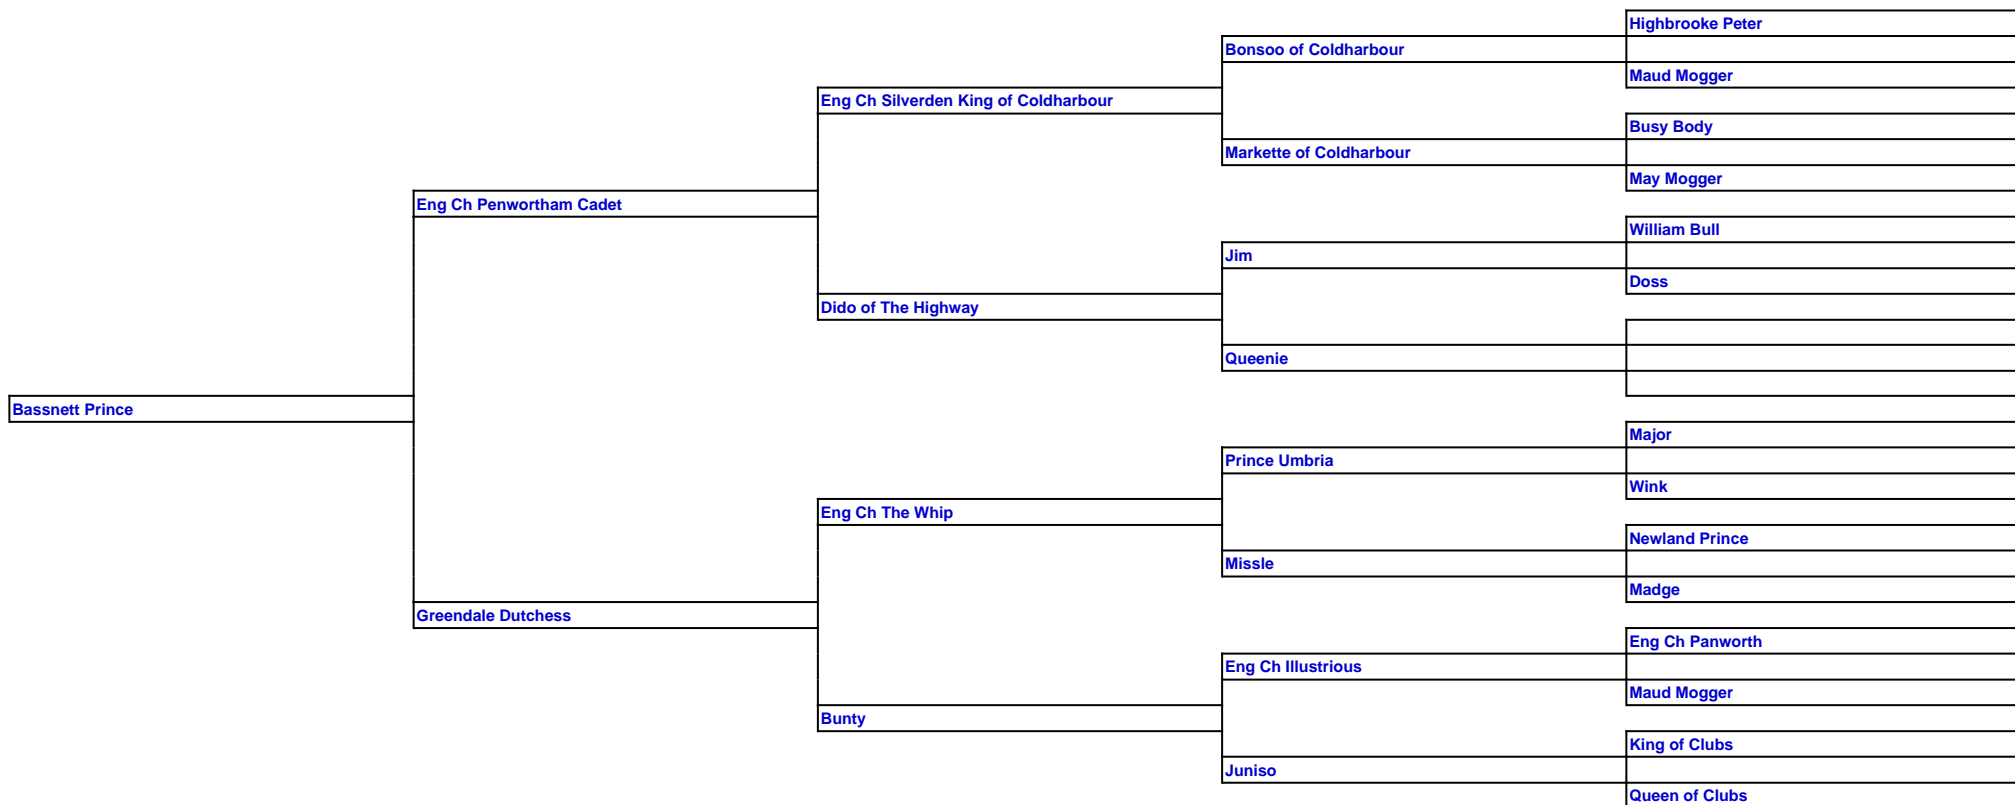 Highbrooke Peter
Bonsoo of Coldharbour
Maud Mogger
Eng Ch Silverden King of Coldharbour
Busy Body
Markette of Coldharbour
May Mogger
Eng Ch Penwortham Cadet
William Bull
Jim
Doss
Dido of The Highway
Queenie
Bassnett Prince
Major
Prince Umbria
Wink
Eng Ch The Whip
Newland Prince
Missle
Madge
Greendale Dutchess
Eng Ch Panworth
Eng Ch Illustrious
Maud Mogger
Bunty
King of Clubs
Juniso
Queen of Clubs